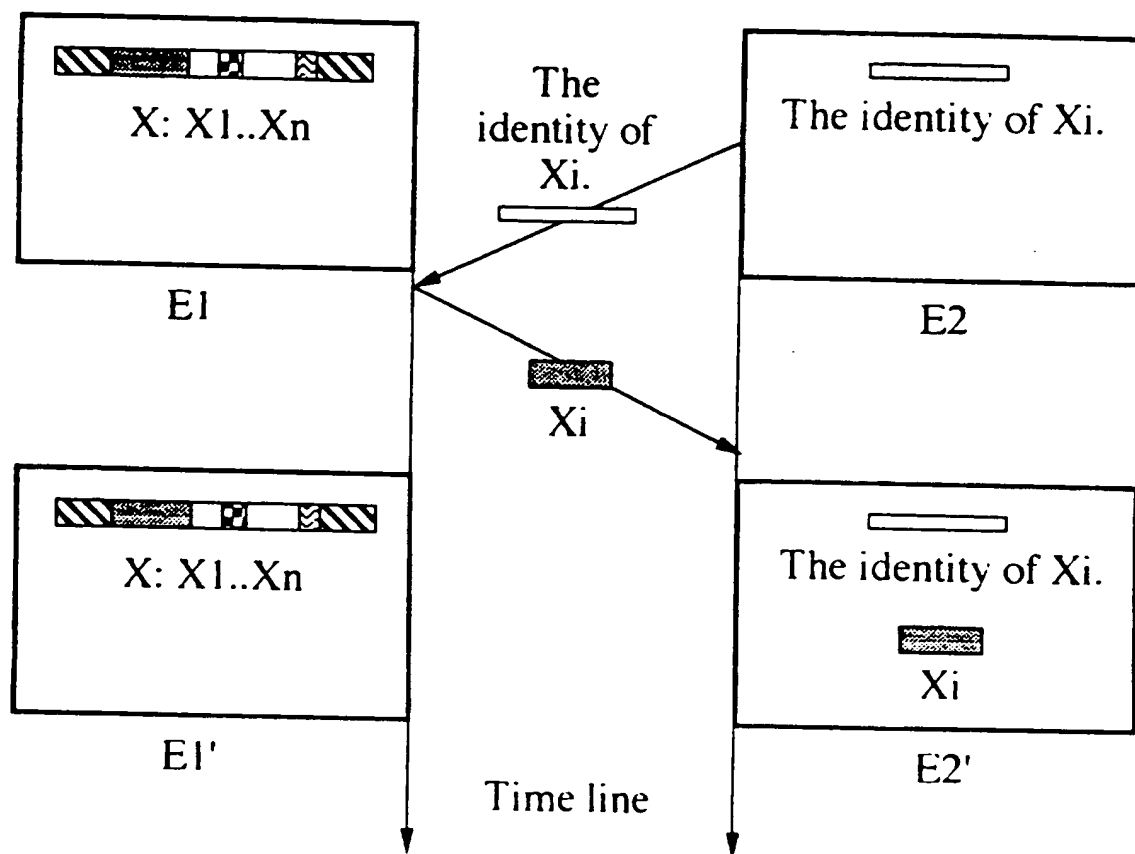 X: X1..Xn
The
identity of
Xi.
The identity of Xi.
E1
E2
Xi
X: X1..Xn
The identity of Xi.
Xi
E1'
E2'
Time line